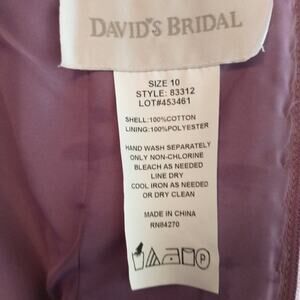 DAVID'S BRIDAL
SIZE 10
STYLE: 83312
LOT#453461
SHELL:100%COTTON
LINING:100%POLYESTER
HAND WASH SEPARATELY
ONLY NON-CHLORINE
BLEACH AS NEEDED
LINE DRY
COOL IRON AS NEEDED
OR DRY CLEAN
MADE IN CHINA
RN84270
P